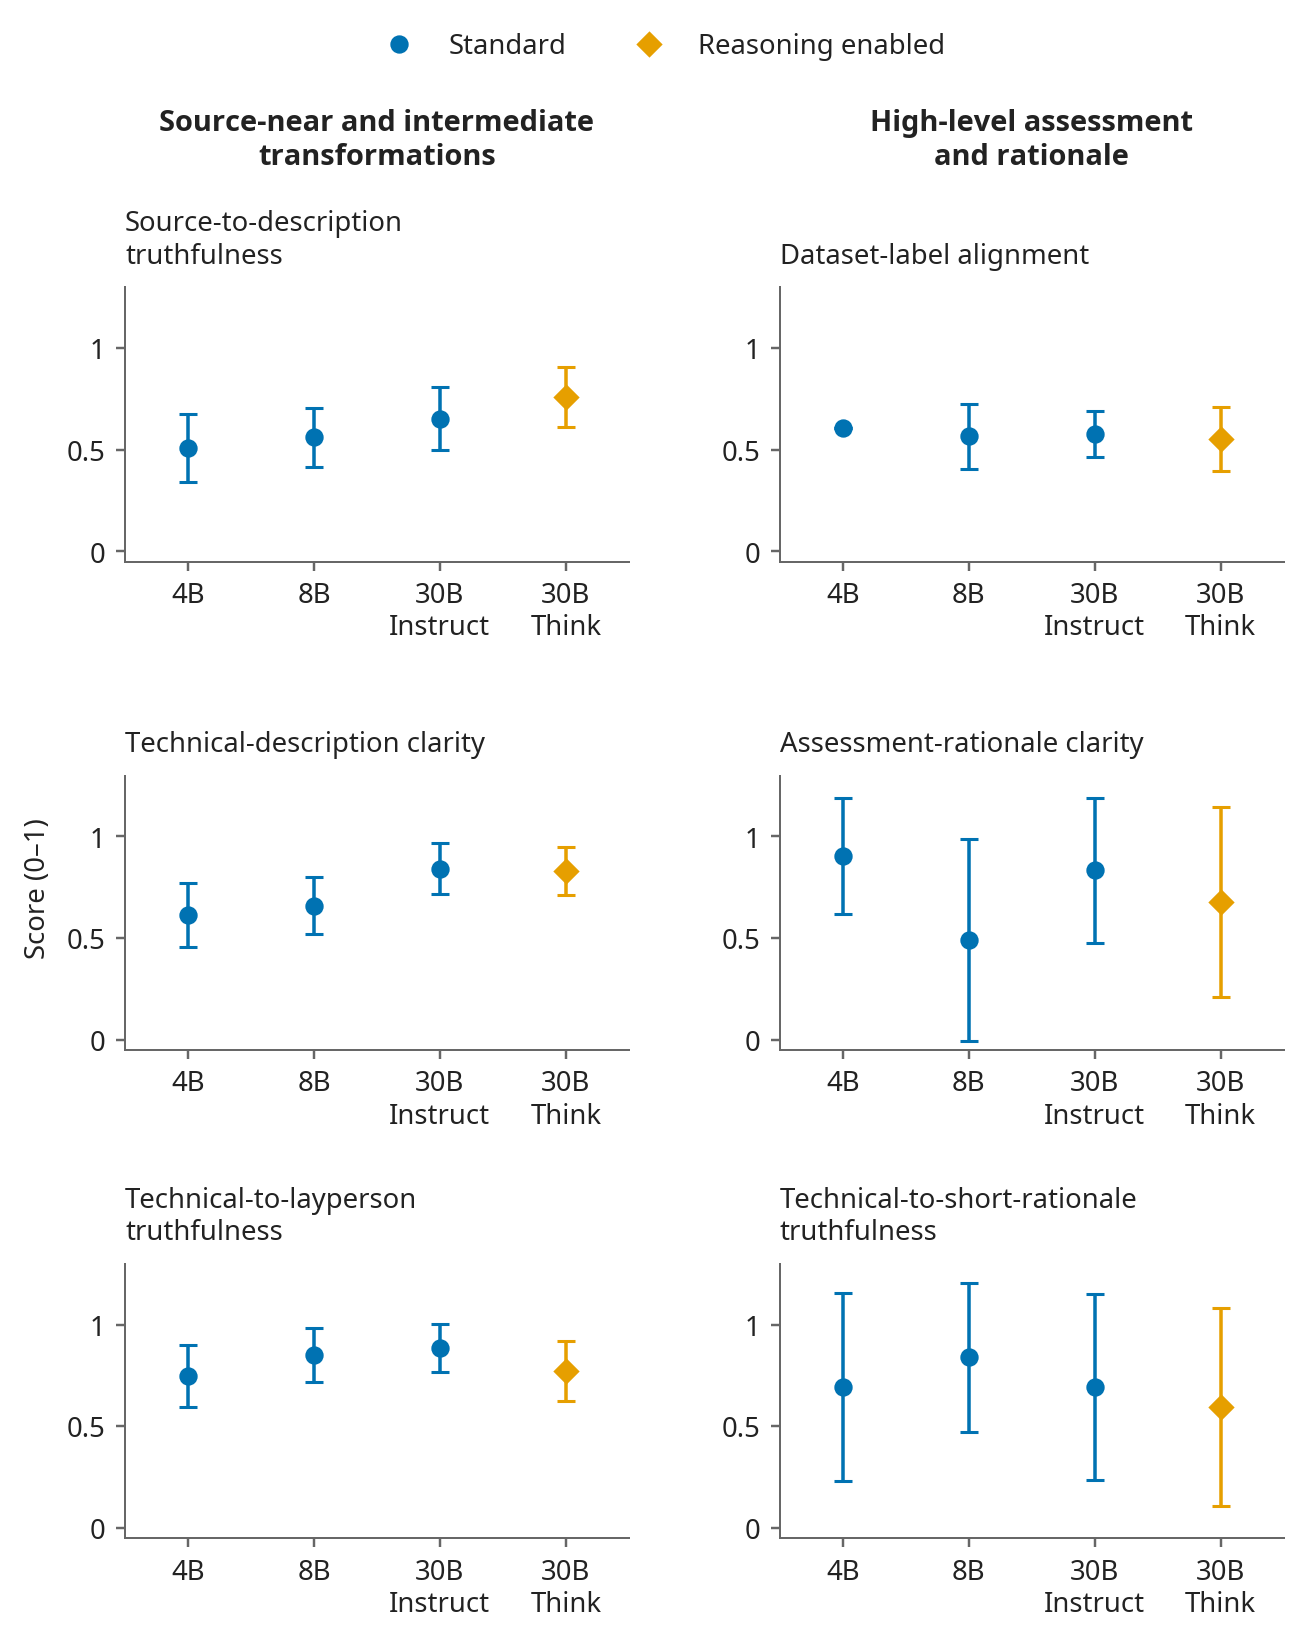 Standard
Reasoning enabled
Source-near and intermediate
transformations
High-level assessment
and rationale
Source-to-description
truthfulness
1
0.5
0
4B
8B
30B
Instruct
30B
Think
Dataset-label alignment
1
0.5
0
4B
8B
30B
Instruct
30B
Think
Score (0–1)
Technical-description clarity
1
0.5
0
4B
8B
30B
Instruct
30B
Think
Assessment-rationale clarity
1
0.5
0
4B
8B
30B
Instruct
30B
Think
Technical-to-layperson
truthfulness
1
0.5
0
4B
8B
30B
Instruct
30B
Think
Technical-to-short-rationale
truthfulness
1
0.5
0
4B
8B
30B
Instruct
30B
Think